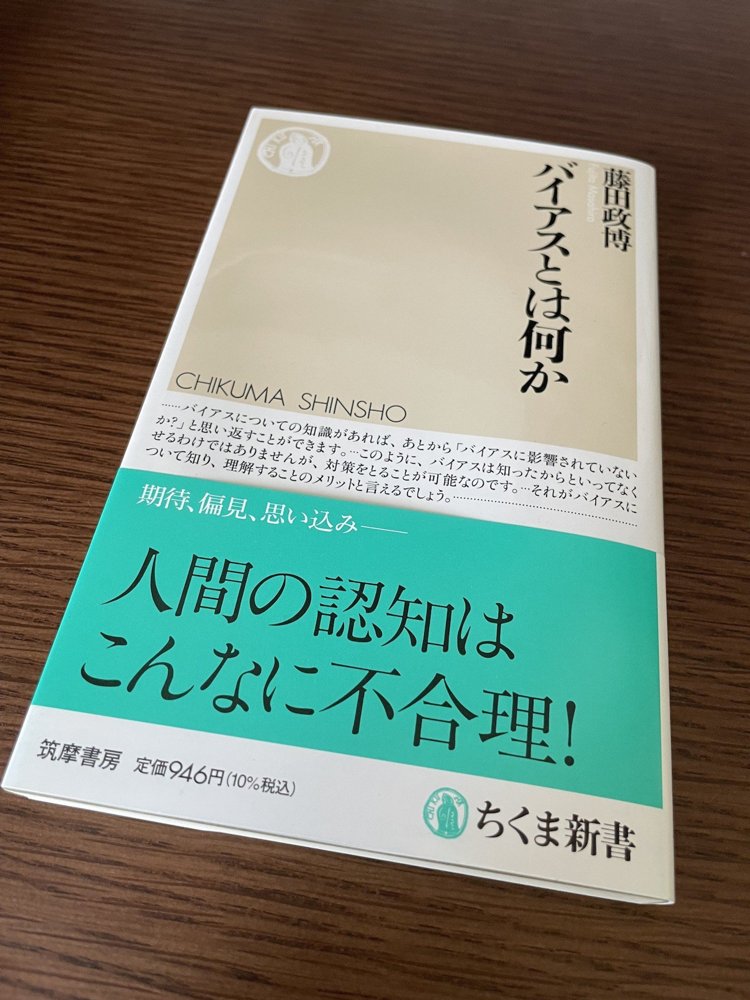 藤田政博
Fujita Masahiro
バイアスとは何か
CHIKUMA SHINSHO
……バイアスについての知識があれば、あとから「バイアスに影響されていない
か?」と思い返すことができます。…このように、バイアスは知ったからといってなく
せるわけではありませんが、対策をとることが可能なのです。…それがバイアスに
ついて知り、理解することのメリットと言えるでしょう。……………………
期待、偏見、思い込み――
人間の認知は
こんなに不合理!
筑摩書房 定価946円(10%税込)
ちくま新書